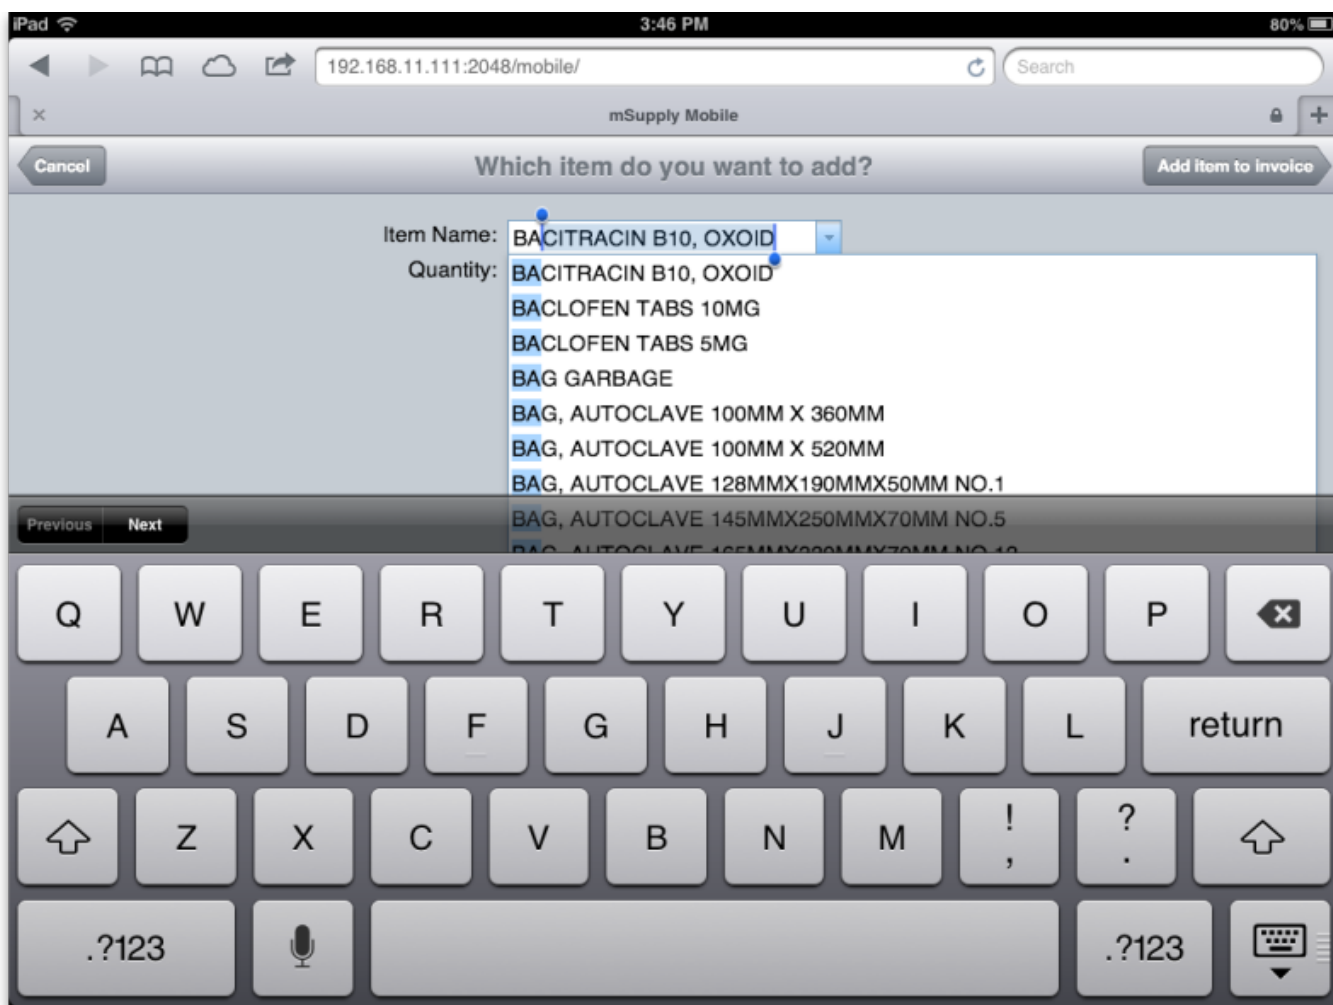 iPad 3:46 PM 80%
192.168.11.111:2048/mobile/ Search
mSupply Mobile
Cancel Which item do you want to add? Add item to invoice
Item Name: BACITRACIN B10, OXOID
Quantity: BACITRACIN B10, OXOID
BACLOFEN TABS 10MG
BACLOFEN TABS 5MG
BAG GARBAGE
BAG, AUTOCLAVE 100MM X 360MM
BAG, AUTOCLAVE 100MM X 520MM
BAG, AUTOCLAVE 128MMX190MMX50MM NO.1
Previous Next BAG, AUTOCLAVE 145MMX250MMX70MM NO.5
BAG, AUTOCLAVE
Q W E R T Y U I O P
A S D F G H J K L return
Z X C V B N M ! , ? .
.?123 .?123